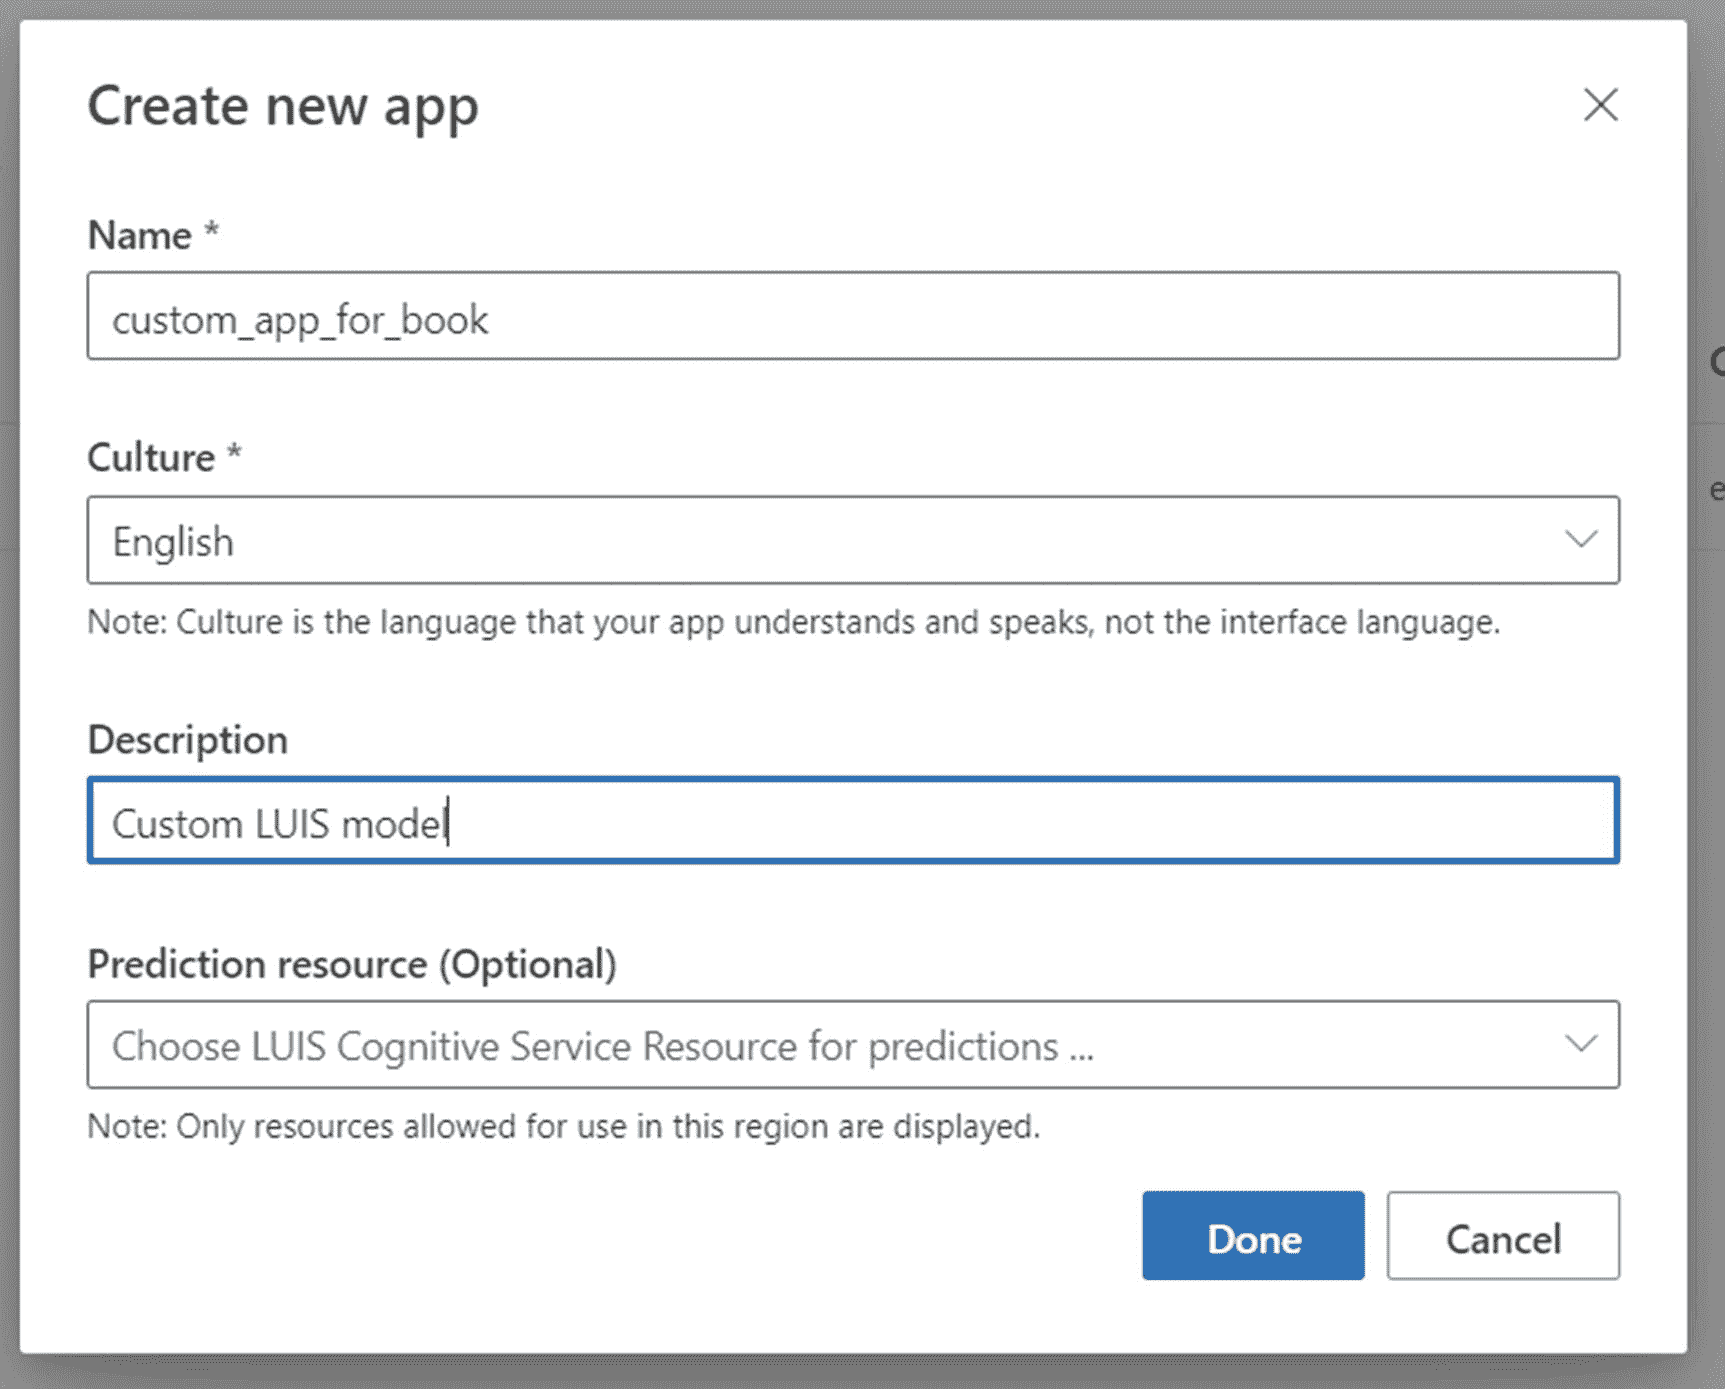 Create new app
Name *
custom_app_for_book
Culture *
English
Note: Culture is the language that your app understands and speaks, not the interface language.
Description
Custom LUIS model
Prediction resource (Optional)
Choose LUIS Cognitive Service Resource for predictions ...
Note: Only resources allowed for use in this region are displayed.
Done
Cancel